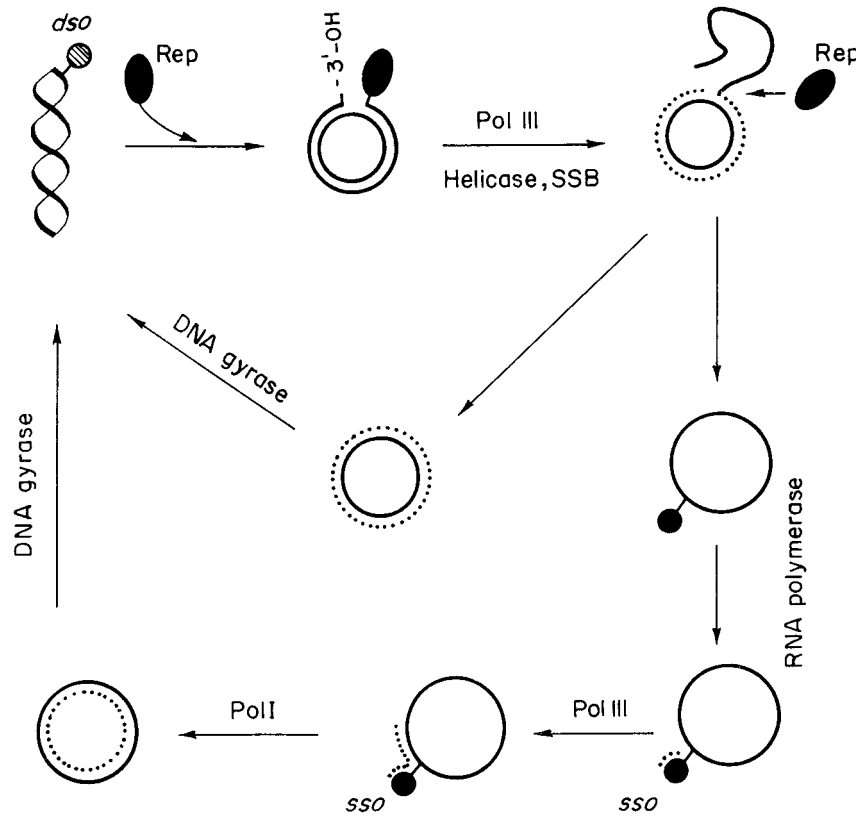 dso
Rep
--3'-OH
Pol III
Helicase, SSB
Rep
DNA gyrase
DNA gyrase
RNA polymerase
Pol I
Pol III
sso
sso